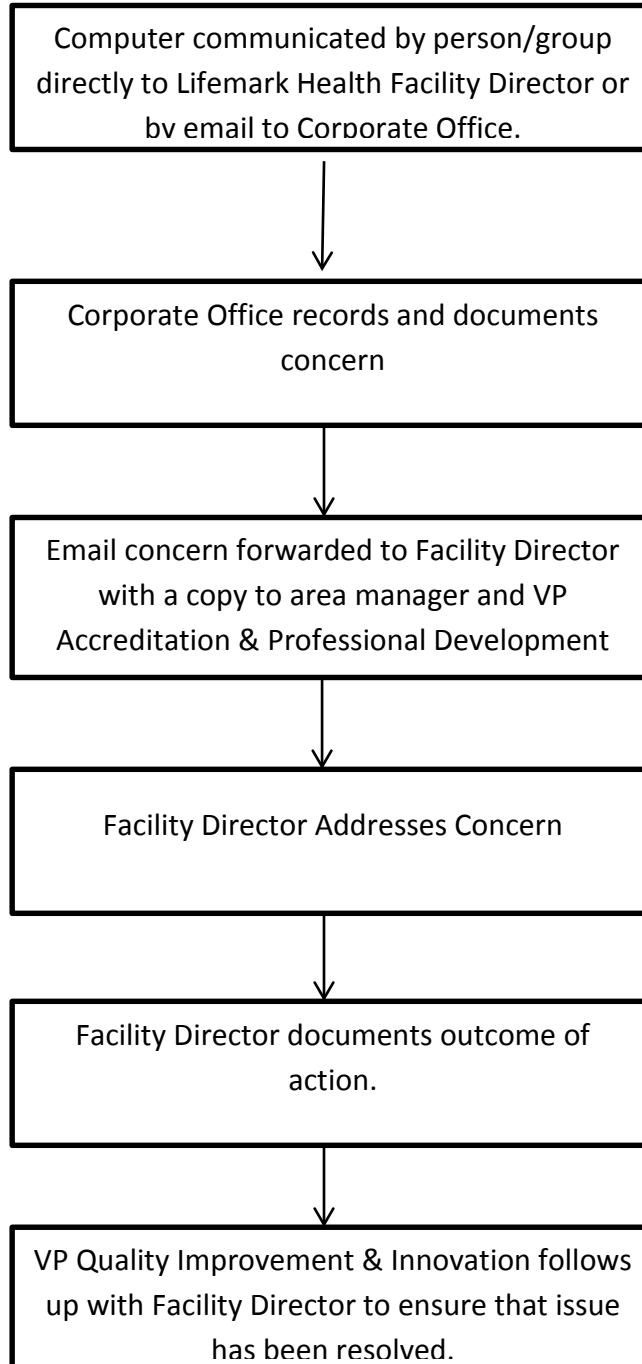 Computer communicated by person/group
directly to Lifemark Health Facility Director or
by email to Corporate Office.
Corporate Office records and documents
concern
Email concern forwarded to Facility Director
with a copy to area manager and VP
Accreditation & Professional Development
Facility Director Addresses Concern
Facility Director documents outcome of
action.
VP Quality Improvement & Innovation follows
up with Facility Director to ensure that issue
has been resolved.